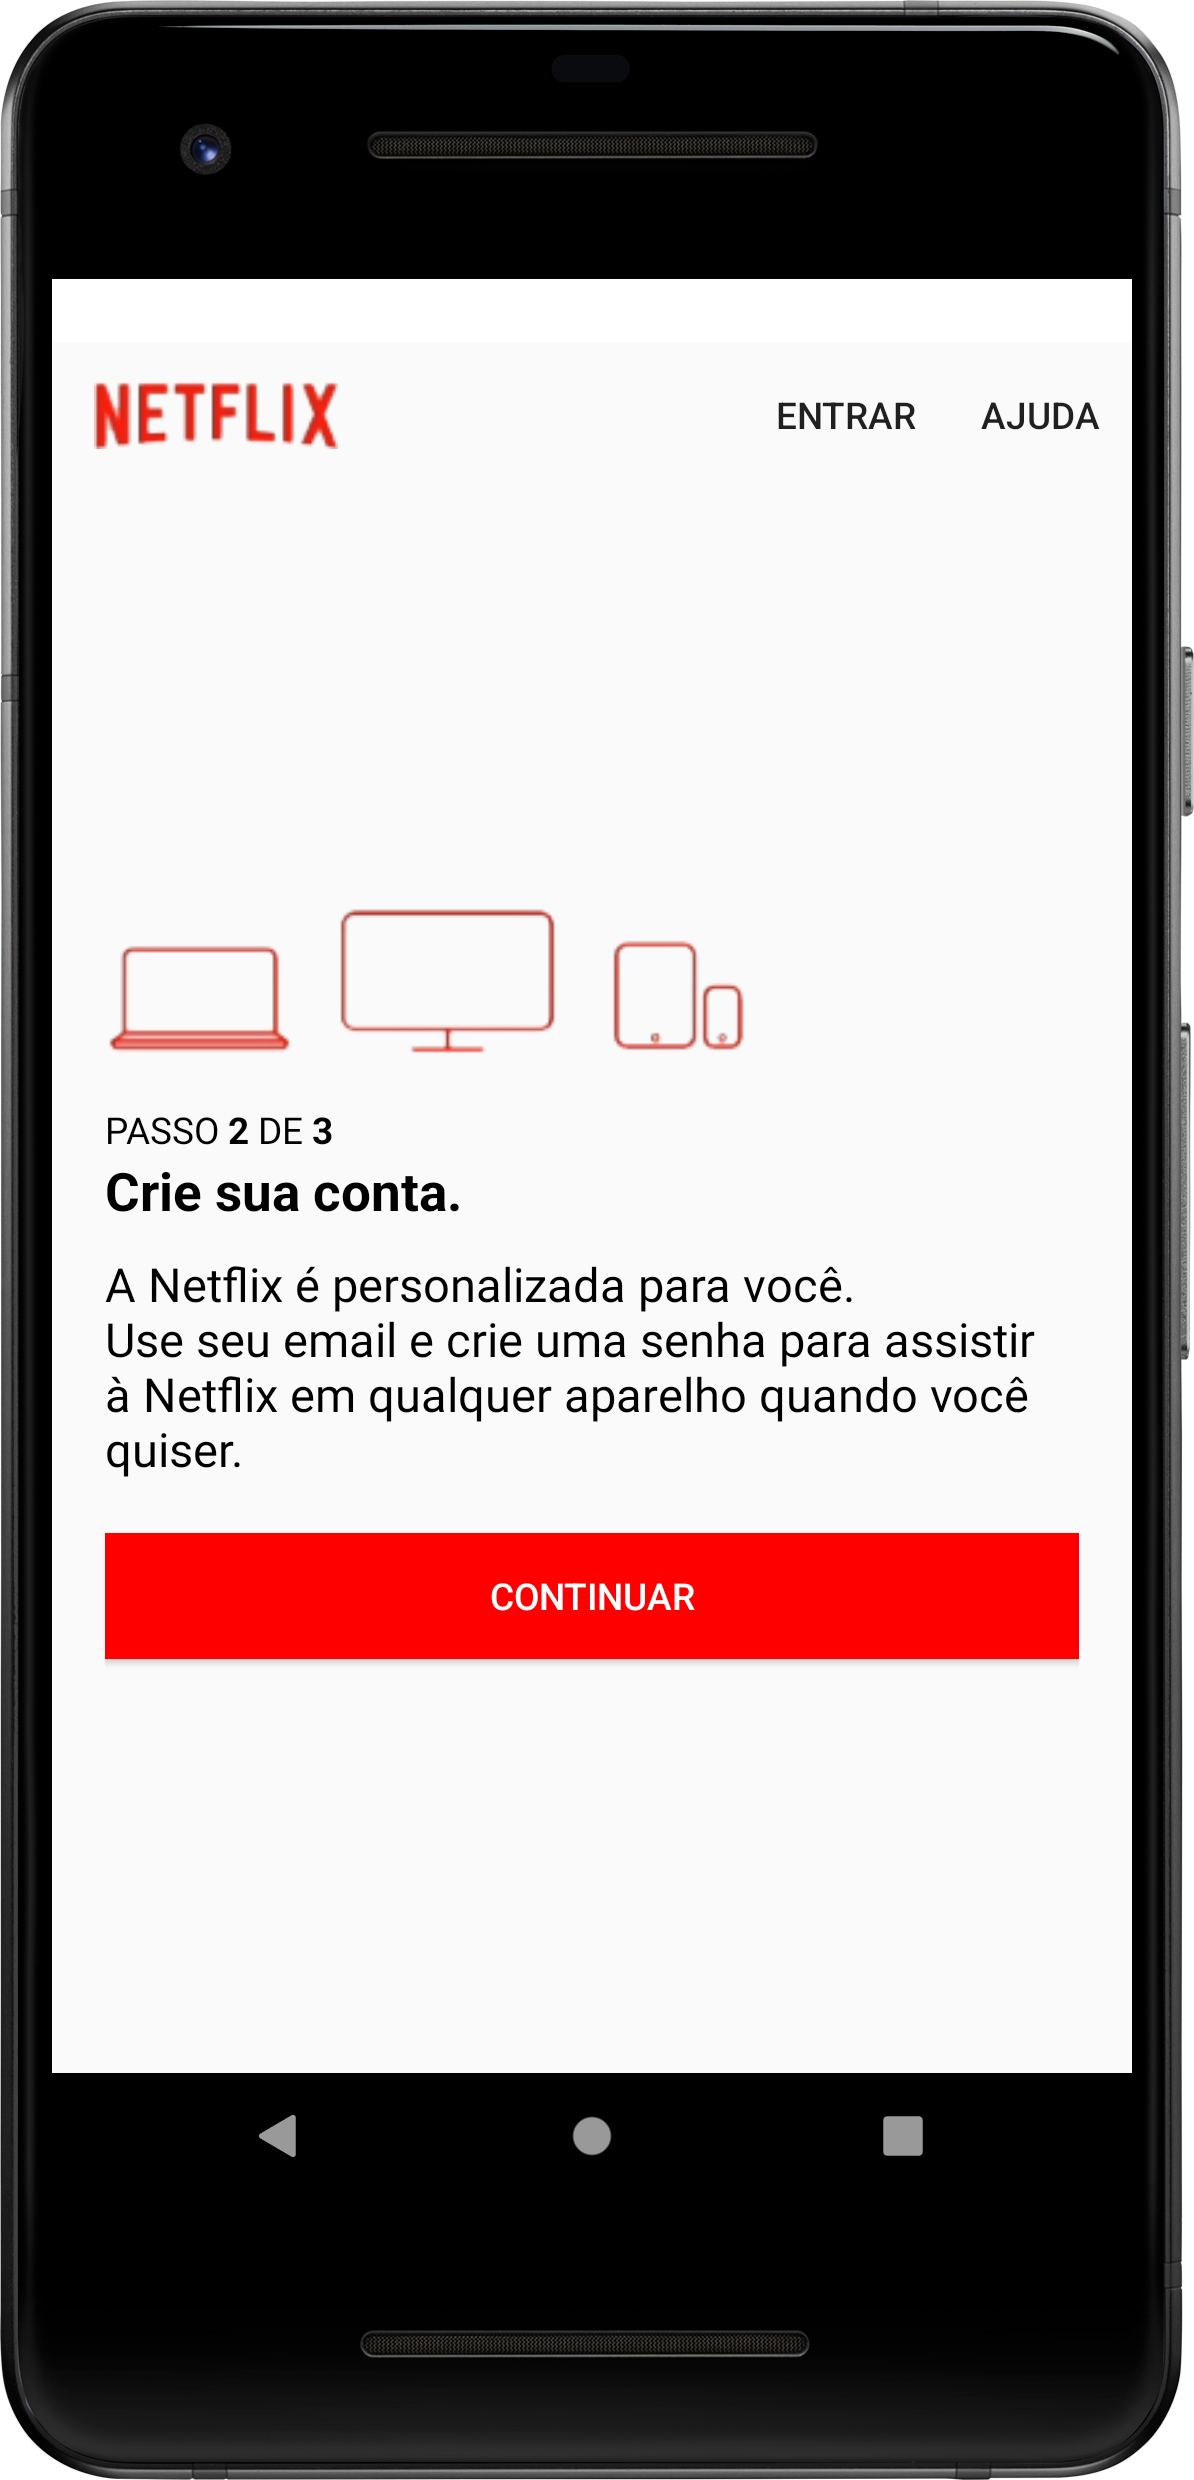 NETFLIX
ENTRAR AJUDA
PASSO 2 DE 3
Crie sua conta.
A Netflix é personalizada para você.
Use seu email e crie uma senha para assistir
à Netflix em qualquer aparelho quando você
quiser.
CONTINUAR